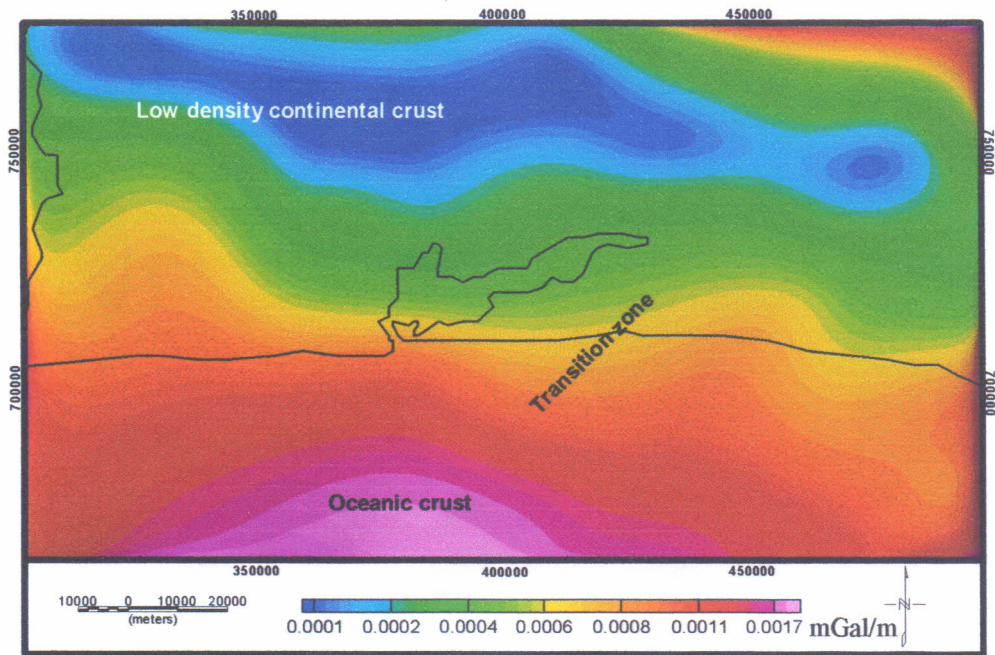 350000 400000 450000
Low density continental crust
750000
750000
Transition zone
700000
700000
Oceanic crust
350000 400000 450000
10000 0 10000 20000
(meters)
0.0001 0.0002 0.0004 0.0006 0.0008 0.0011 0.0017 mGal/m
N